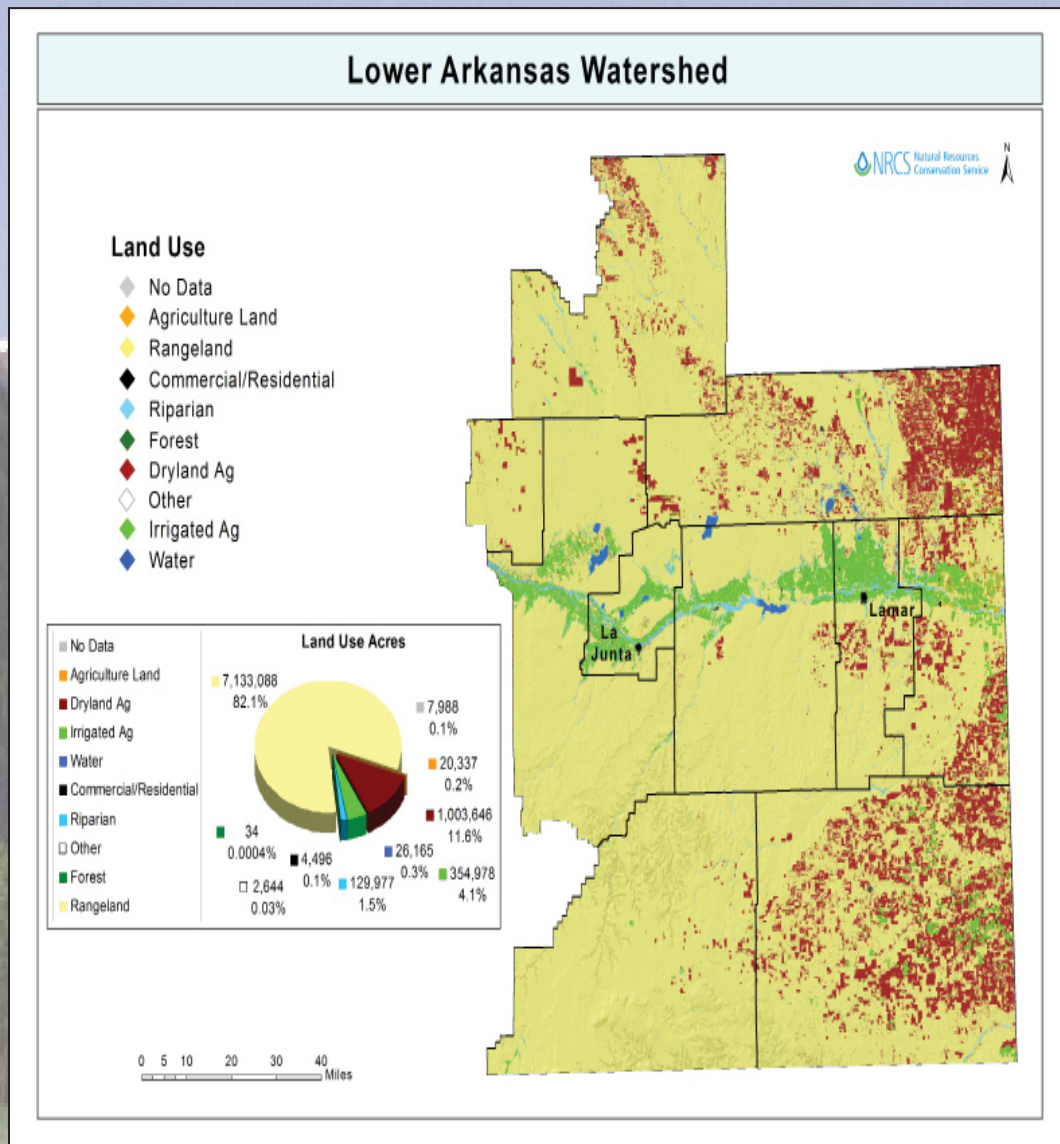 Lower Arkansas Watershed
NRCS Natural Resources
Conservation Service
N
Land Use
No Data
Agriculture Land
Rangeland
Commercial/Residential
Riparian
Forest
Dryland Ag
Other
Irrigated Ag
Water
Lamar
La
Junta
No Data
Agriculture Land
Dryland Ag
Irrigated Ag
Water
Commercial/Residential
Riparian
Other
Forest
Rangeland
Land Use Acres
7,133,088
82.1%
7,988
0.1%
20,337
0.2%
1,003,646
11.6%
354,978
4.1%
26,165
0.3%
129,977
1.5%
4,496
0.1%
2,644
0.03%
34
0.0004%
0 5 10 20 30 40
Miles